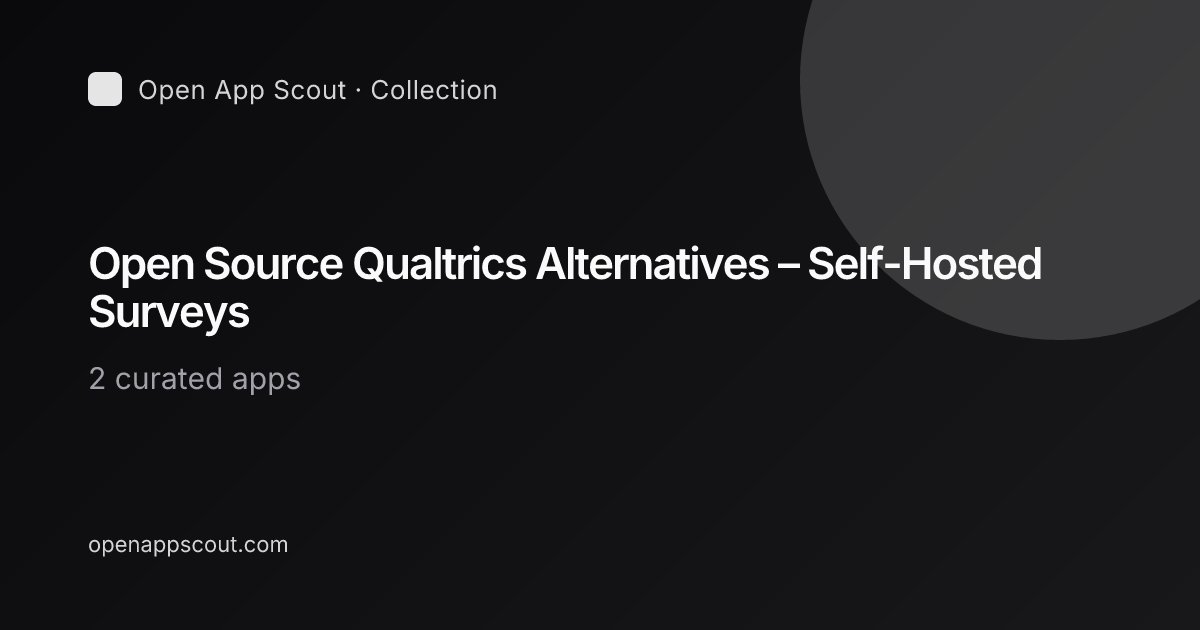 Open App Scout · Collection
Open Source Qualtrics Alternatives – Self-Hosted
Surveys
2 curated apps
openappscout.com